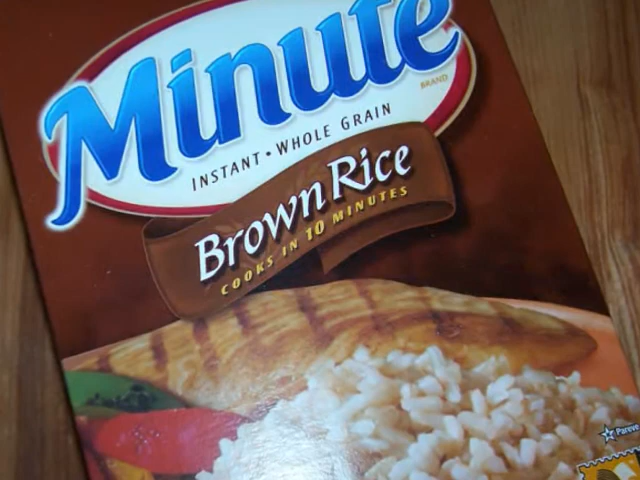 Minute
BRAND
INSTANT • WHOLE GRAIN
Brown Rice
COOKS IN 10 MINUTES
Pareve